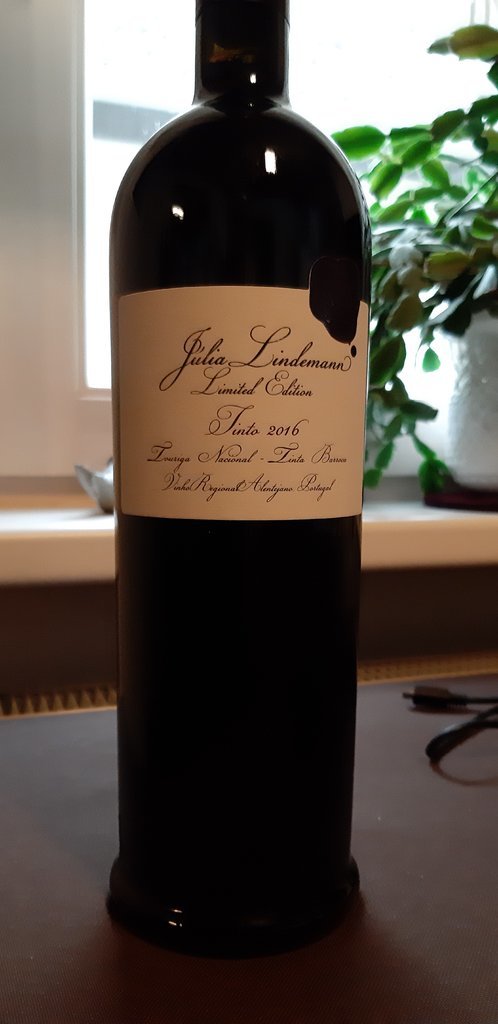 Júlia Lindemann
Limited Edition
Tinto 2016
Touriga Nacional - Tinta Barroca
Vinho Regional Alentejano. Portugal